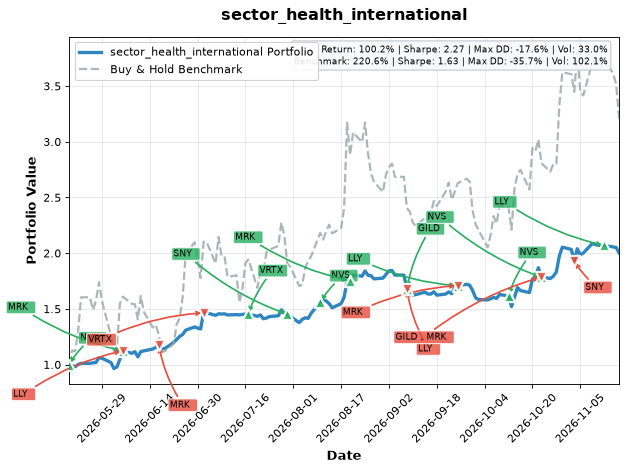 sector_health_international
sector_health_international Portfolio
Buy & Hold Benchmark
Return: 100.2% | Sharpe: 2.27 | Max DD: -17.6% | Vol: 33.0%
Benchmark: 220.6% | Sharpe: 1.63 | Max DD: -35.7% | Vol: 102.1%
Portfolio Value
3.5
3.0
2.5
2.0
1.5
1.0
LLY
NVS
GILD
MRK
SNY
LLY
NVS
VRTX
NVS
SNY
MRK
MRK
VRTX
GILD
MRK
LLY
LLY
MRK
2026-05-29
2026-06-14
2026-06-30
2026-07-16
2026-08-01
2026-08-17
2026-09-02
2026-09-18
2026-10-04
2026-10-20
2026-11-05
Date